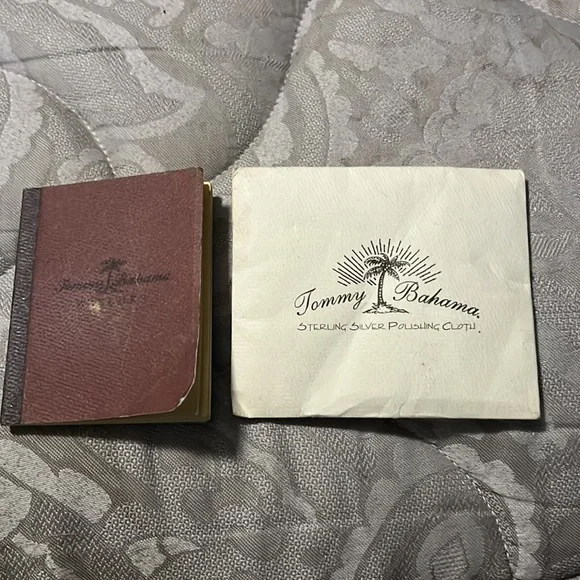 Tommy Bahama
Tommy Bahama.
STERLING SILVER POLISHING CLOTH